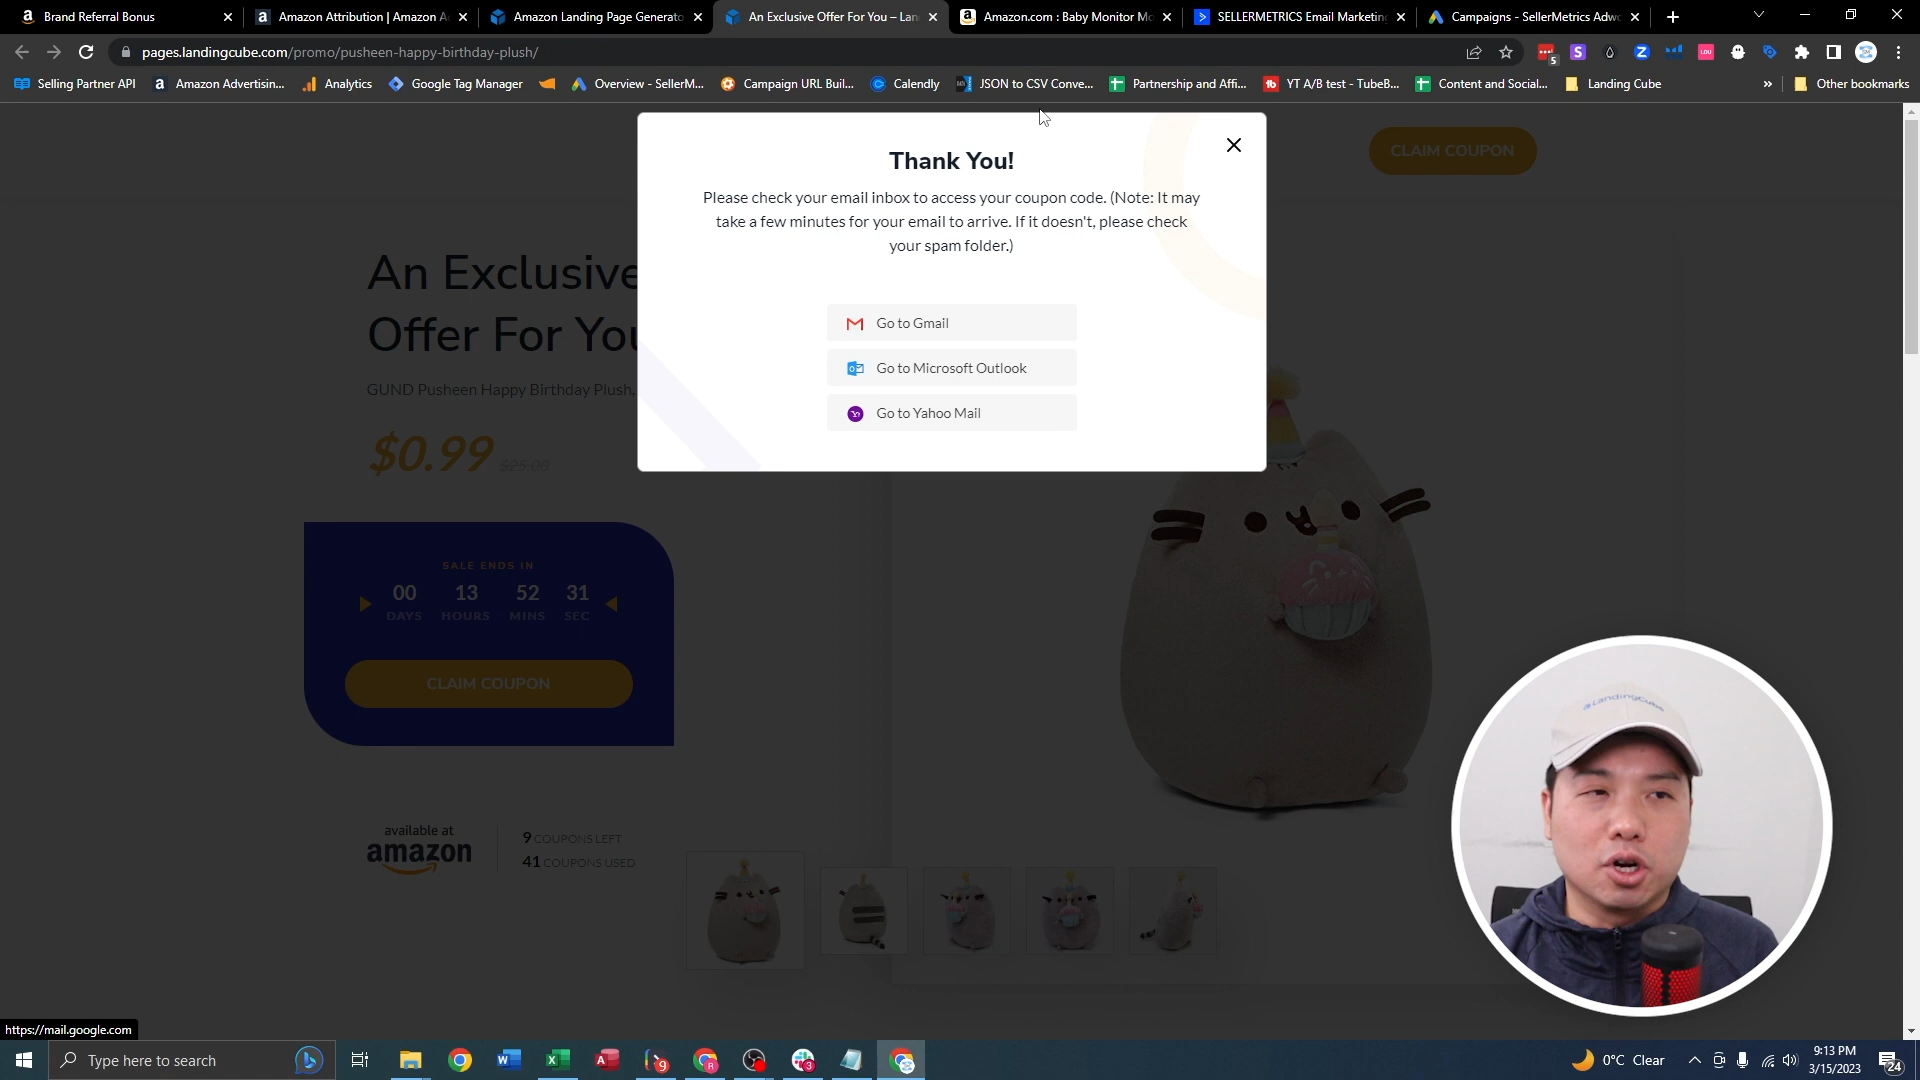 Brand Referral Bonus
Amazon Attribution | Amazon A
Amazon Landing Page Generato
An Exclusive Offer For You – Lan
Amazon.com : Baby Monitor Mo
SELLERMETRICS Email Marketing
Campaigns - SellerMetrics Adwo
pages.landingcube.com/promo/pusheen-happy-birthday-plush/
5
Selling Partner API
Amazon Advertisin...
Analytics
Google Tag Manager
Overview - SellerM...
Campaign URL Buil...
Calendly
JSON to CSV Conve...
Partnership and Affi...
YT A/B test - TubeB...
Content and Social...
Landing Cube
»
Other bookmarks
CLAIM COUPON
Thank You!
Please check your email inbox to access your coupon code. (Note: It may
take a few minutes for your email to arrive. If it doesn't, please check
your spam folder.)
Go to Gmail
Go to Microsoft Outlook
Go to Yahoo Mail
An Exclusive
Offer For You
GUND Pusheen Happy Birthday Plush,
$0.99 $25.00
SALE ENDS IN
00 13 52 31
DAYS HOURS MINS SEC
CLAIM COUPON
available at
amazon
9 COUPONS LEFT
41 COUPONS USED
LandingCube
https://mail.google.com
Type here to search
9
3
0°C Clear
9:13 PM
3/15/2023
24